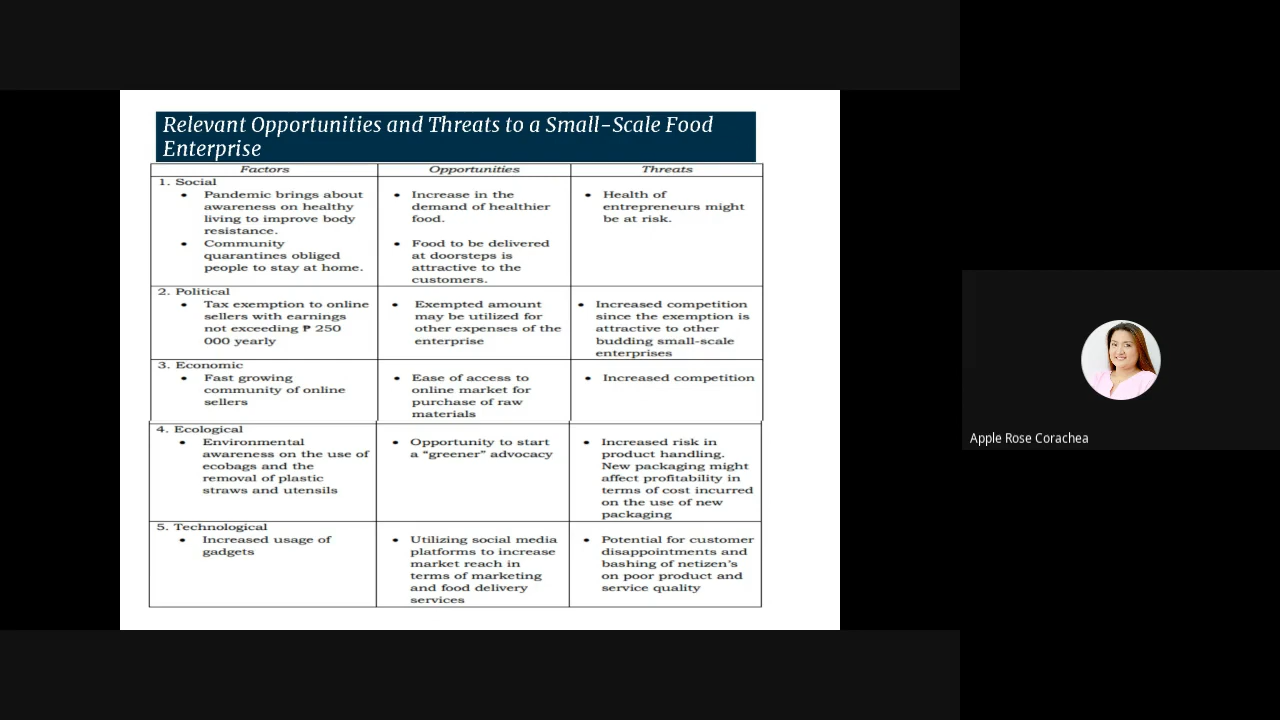 Relevant Opportunities and Threats to a Small-Scale Food
Enterprise
Factors
Opportunities
Threats
1. Social
• Pandemic brings about
awareness on healthy
living to improve body
resistance.
• Community
quarantines obliged
people to stay at home.
• Increase in the
demand of healthier
food.
• Food to be delivered
at doorsteps is
attractive to the
customers.
• Health of
entrepreneurs might
be at risk.
2. Political
• Tax exemption to online
sellers with earnings
not exceeding ₱ 250
000 yearly
• Exempted amount
may be utilized for
other expenses of the
enterprise
• Increased competition
since the exemption is
attractive to other
budding small-scale
enterprises
3. Economic
• Fast growing
community of online
sellers
• Ease of access to
online market for
purchase of raw
materials
• Increased competition
4. Ecological
• Environmental
awareness on the use of
ecobags and the
removal of plastic
straws and utensils
• Opportunity to start
a “greener” advocacy
• Increased risk in
product handling.
New packaging might
affect profitability in
terms of cost incurred
on the use of new
packaging
5. Technological
• Increased usage of
gadgets
• Utilizing social media
platforms to increase
market reach in
terms of marketing
and food delivery
services
• Potential for customer
disappointments and
bashing of netizen’s
on poor product and
service quality
Apple Rose Corachea